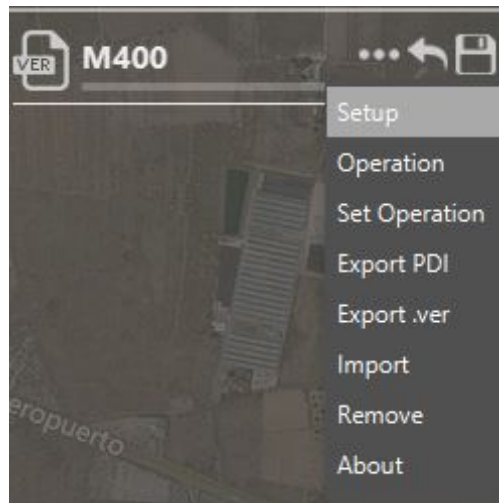 VER M400
Setup
Operation
Set Operation
Export PDI
Export .ver
Import
Remove
About
eropuerto